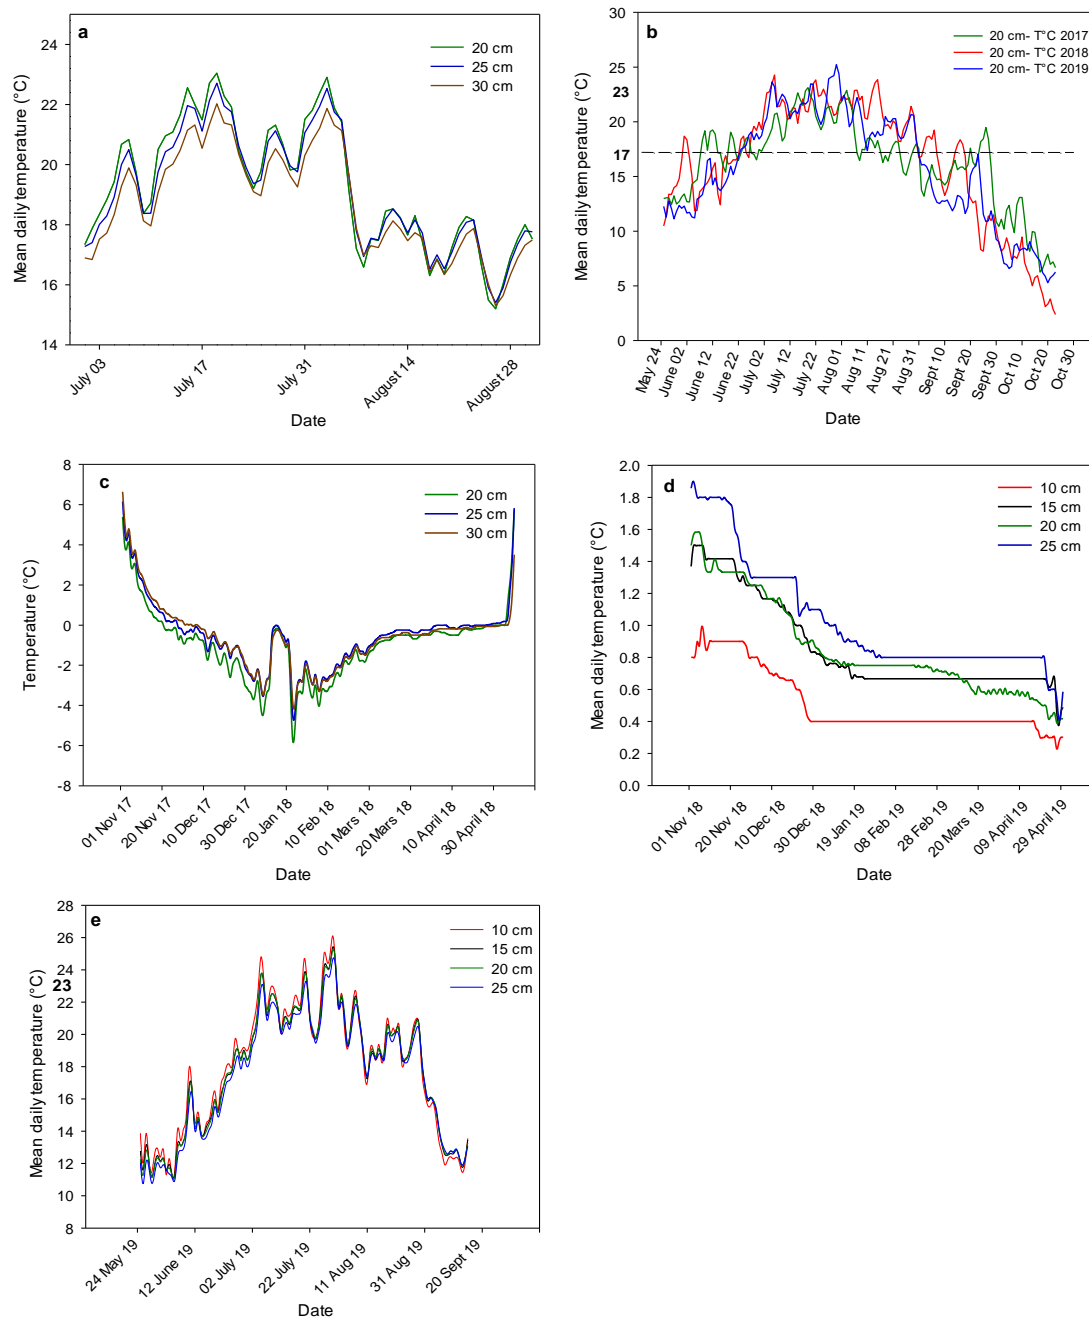 a
20 cm
25 cm
30 cm
Mean daily temperature (°C)
24
22
20
18
16
14
July 03
July 17
July 31
August 14
August 28
Date
b
20 cm- T°C 2017
20 cm- T°C 2018
20 cm- T°C 2019
Mean daily temperature (°C)
30
25
23
20
17
15
10
5
0
May 24
June 02
June 12
June 22
July 02
July 12
July 22
Aug 01
Aug 11
Aug 21
Aug 31
Sept 10
Sept 20
Sept 30
Oct 10
Oct 20
Oct 30
Date
c
20 cm
25 cm
30 cm
Temperature (°C)
8
6
4
2
0
-2
-4
-6
-8
01 Nov 17
20 Nov 17
10 Dec 17
30 Dec 17
20 Jan 18
10 Feb 18
01 Mars 18
20 Mars 18
10 April 18
30 April 18
Date
d
10 cm
15 cm
20 cm
25 cm
Mean daily temperature (°C)
2.0
1.8
1.6
1.4
1.2
1.0
0.8
0.6
0.4
0.2
0.0
01 Nov 18
20 Nov 18
10 Dec 18
30 Dec 18
19 Jan 19
08 Feb 19
28 Feb 19
20 Mars 19
09 April 19
29 April 19
Date
e
10 cm
15 cm
20 cm
25 cm
Mean daily temperature (°C)
28
26
24
23
22
20
18
16
14
12
10
8
24 May 19
12 June 19
02 July 19
22 July 19
11 Aug 19
31 Aug 19
20 Sept 19
Date